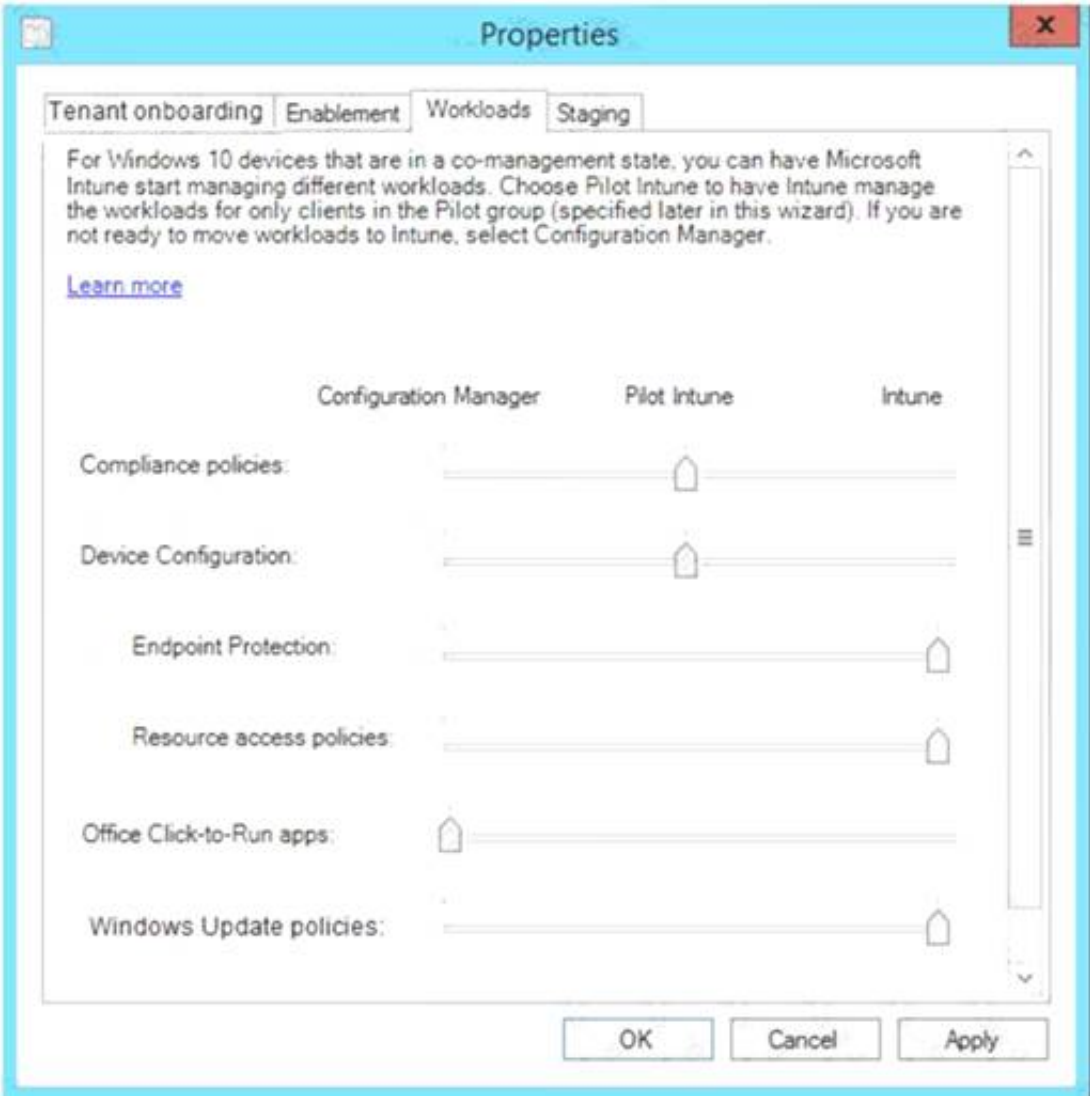 Properties
X
Tenant onboarding Enablement Workloads Staging
For Windows 10 devices that are in a co-management state, you can have Microsoft
Intune start managing different workloads. Choose Pilot Intune to have Intune manage
the workloads for only clients in the Pilot group (specified later in this wizard). If you are
not ready to move workloads to Intune, select Configuration Manager.
Learn more
Configuration Manager Pilot Intune Intune
Compliance policies:
Device Configuration:
Endpoint Protection:
Resource access policies:
Office Click-to-Run apps:
Windows Update policies:
OK Cancel Apply